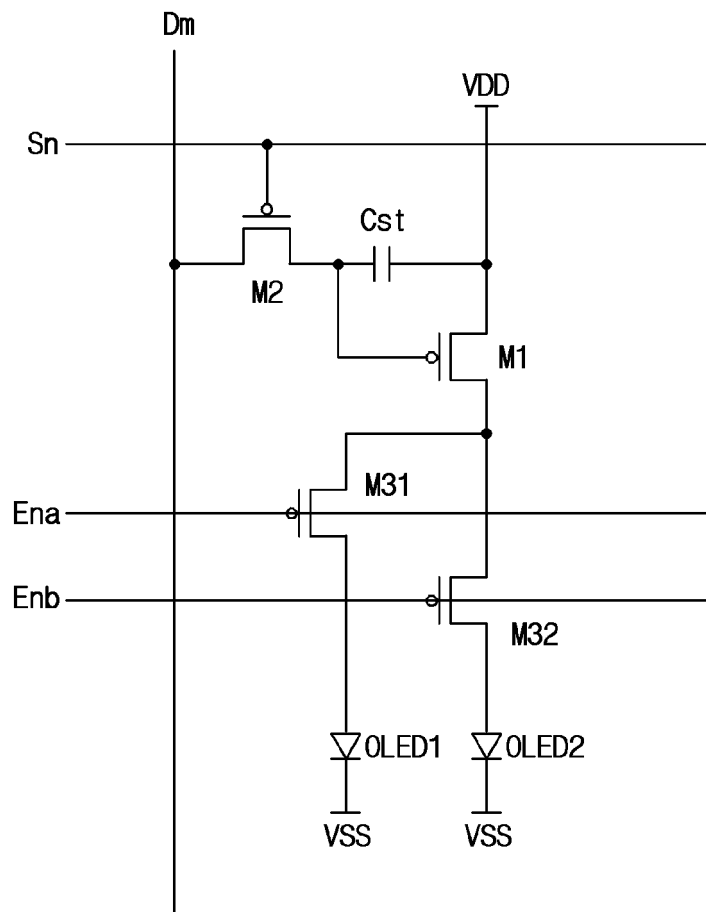 Dm
VDD
Sn
Cst
M2
M1
M31
Ena
Enb
M32
OLED1
OLED2
VSS
VSS